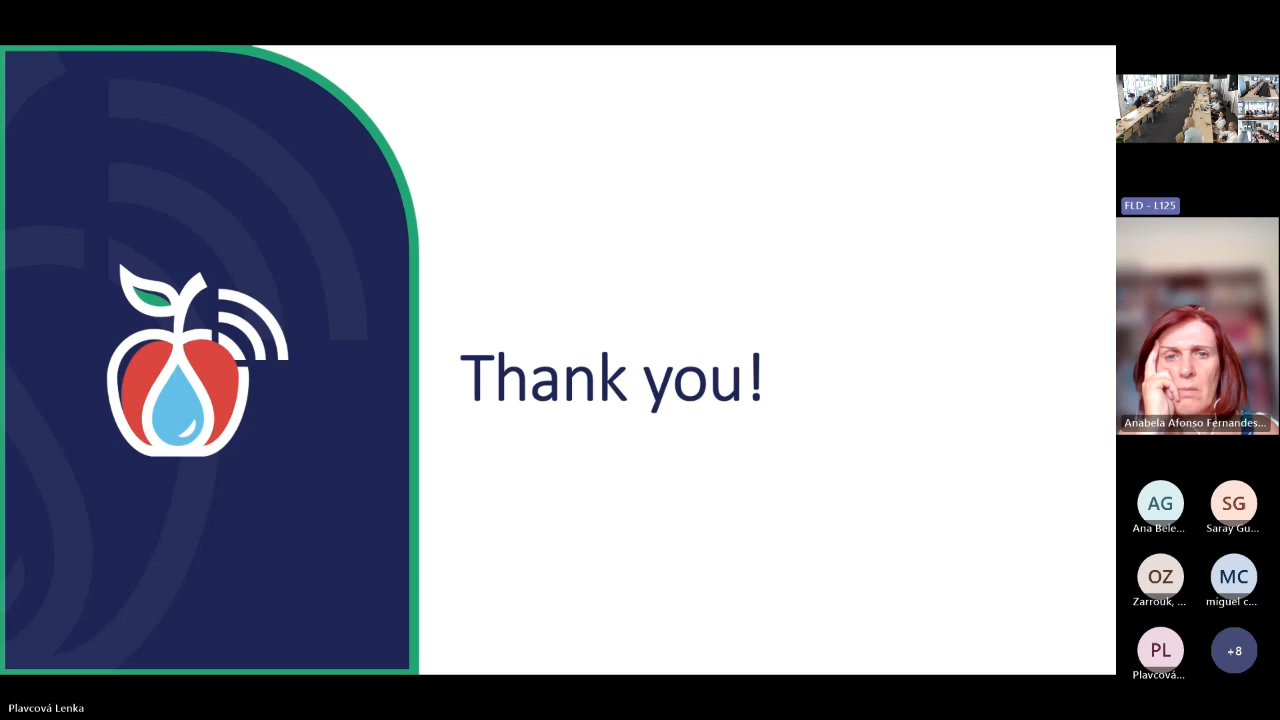 Thank you!
FLD - L125
Anabela Afonso Fernandes...
AG
SG
Ana Bele...
Saray Gu...
OZ
MC
Zarrouk, ...
miguel c...
PL
+8
Plavcová...
Plavcová Lenka